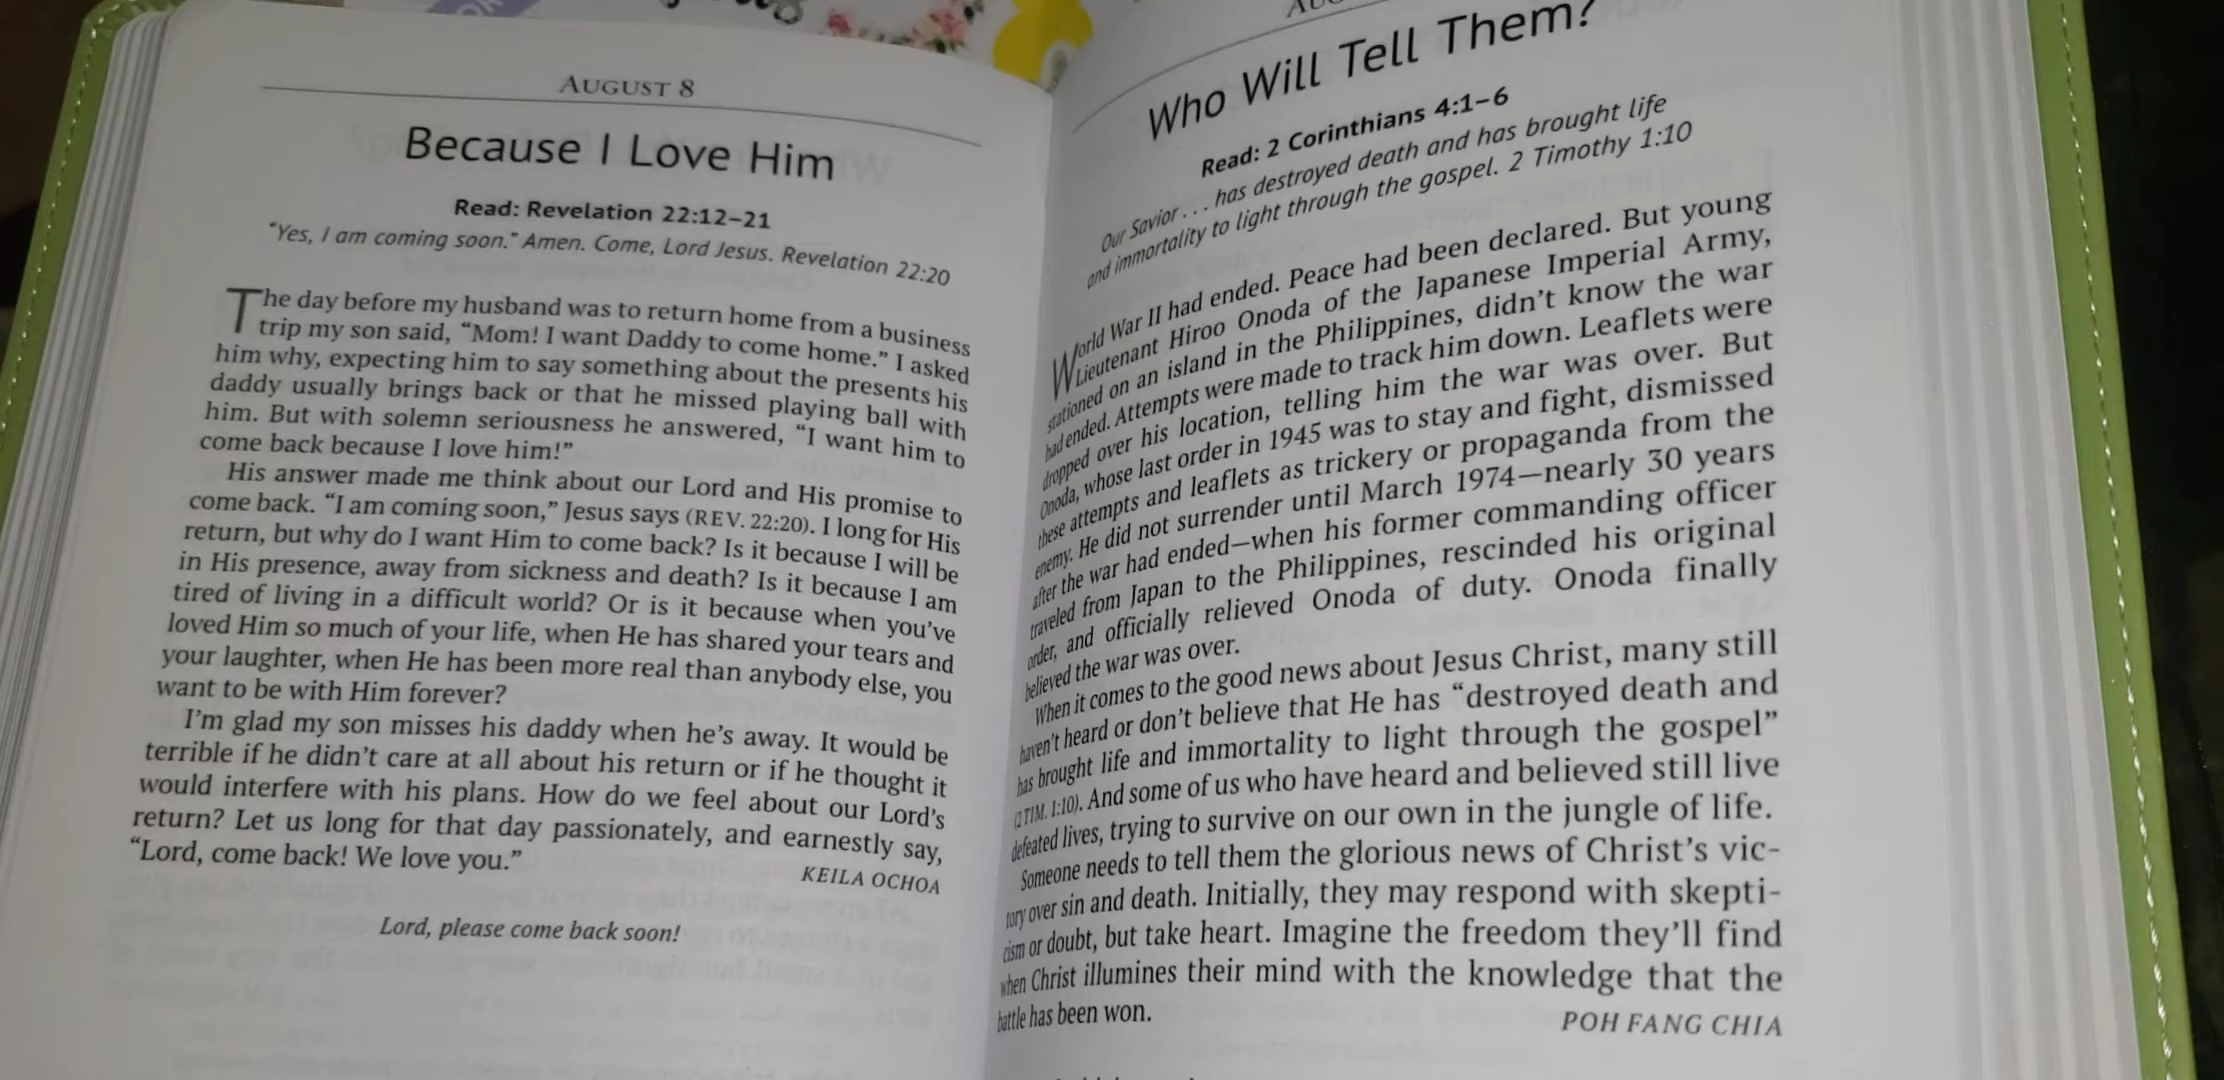 AUGUST 8
Because I Love Him
Read: Revelation 22:12–21
"Yes, I am coming soon." Amen. Come, Lord Jesus. Revelation 22:20
The day before my husband was to return home from a business
trip my son said, “Mom! I want Daddy to come home.” I asked
him why, expecting him to say something about the presents his
daddy usually brings back or that he missed playing ball with
him. But with solemn seriousness he answered, “I want him to
come back because I love him!”
His answer made me think about our Lord and His promise to
come back. “I am coming soon,” Jesus says (REV. 22:20). I long for His
return, but why do I want Him to come back? Is it because I will be
in His presence, away from sickness and death? Is it because I am
tired of living in a difficult world? Or is it because when you’ve
loved Him so much of your life, when He has shared your tears and
your laughter, when He has been more real than anybody else, you
want to be with Him forever?
I’m glad my son misses his daddy when he’s away. It would be
terrible if he didn’t care at all about his return or if he thought it
would interfere with his plans. How do we feel about our Lord’s
return? Let us long for that day passionately, and earnestly say,
“Lord, come back! We love you.”
KEILA OCHOA
Lord, please come back soon!
Who Will Tell Them?
Read: 2 Corinthians 4:1–6
Our Savior . . . has destroyed death and has brought life
and immortality to light through the gospel. 2 Timothy 1:10
World War II had ended. Peace had been declared. But young
Lieutenant Hiroo Onoda of the Japanese Imperial Army,
stationed on an island in the Philippines, didn’t know the war
had ended. Attempts were made to track him down. Leaflets were
dropped over his location, telling him the war was over. But
Onoda, whose last order in 1945 was to stay and fight, dismissed
these attempts and leaflets as trickery or propaganda from the
enemy. He did not surrender until March 1974—nearly 30 years
after the war had ended—when his former commanding officer
traveled from Japan to the Philippines, rescinded his original
order, and officially relieved Onoda of duty. Onoda finally
believed the war was over.
When it comes to the good news about Jesus Christ, many still
haven’t heard or don’t believe that He has “destroyed death and
has brought life and immortality to light through the gospel”
(2 TIM. 1:10). And some of us who have heard and believed still live
defeated lives, trying to survive on our own in the jungle of life.
Someone needs to tell them the glorious news of Christ’s vic-
tory over sin and death. Initially, they may respond with skepti-
cism or doubt, but take heart. Imagine the freedom they’ll find
when Christ illumines their mind with the knowledge that the
battle has been won.
POH FANG CHIA